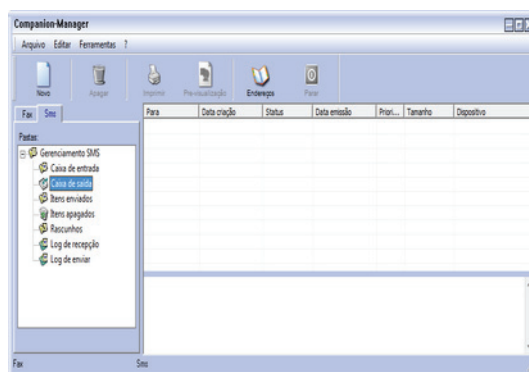 Companion-Manager
Arquivo Editar Ferramentas ?
Novo Apagar Imprimir Pre-visualização Endereços Parar
Fax Sms
Para Data criação Status Data emissão Priori... Tamanho Dispositivo
Pastas:
Gerenciamento SMS
Caixa de entrada
Caixa de saída
Itens enviados
Itens apagados
Rascunhos
Log de recepção
Log de enviar
Fax Sms